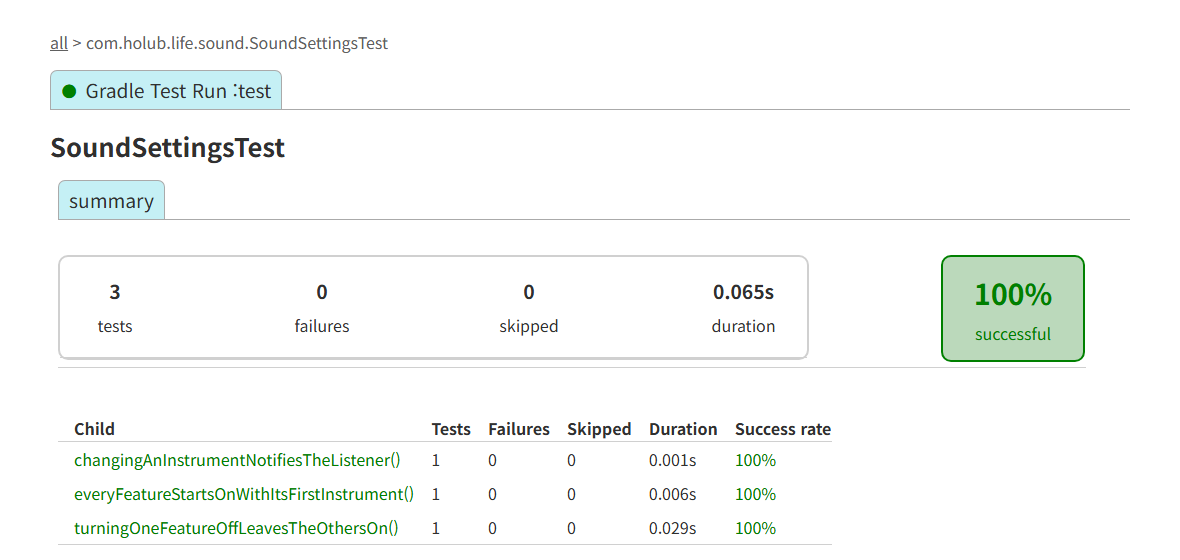 all > com.holub.life.sound.SoundSettingsTest
Gradle Test Run :test
SoundSettingsTest
summary
3 0 0 0.065s 100%
tests failures skipped duration successful
Child Tests Failures Skipped Duration Success rate
changingAnInstrumentNotifiesTheListener() 1 0 0 0.001s 100%
everyFeatureStartsOnWithItsFirstInstrument() 1 0 0 0.006s 100%
turningOneFeatureOffLeavesTheOthersOn() 1 0 0 0.029s 100%